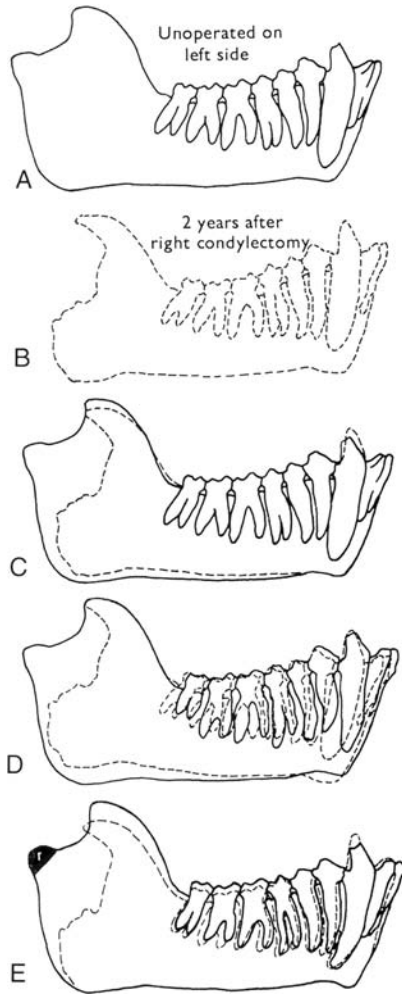 Unoperated on
left side
A
2 years after
right condylectomy
B
C
D
r
E